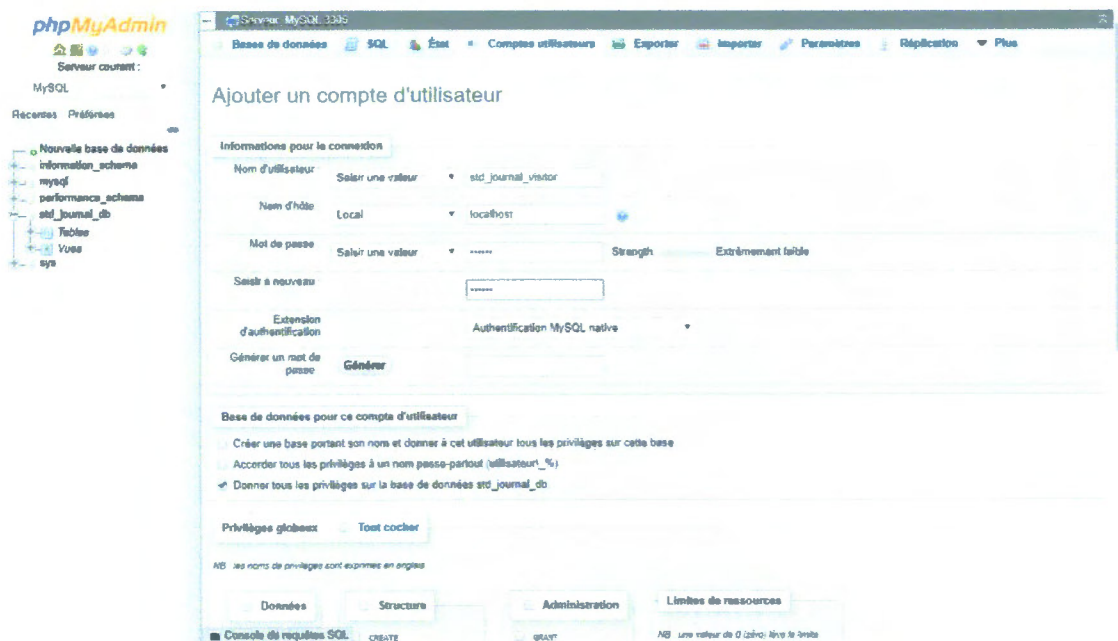 phpMyAdmin
Serveur courant :
MySQL
Récentes Préférées
Nouvelle base de données
information_schema
mysql
performance_schema
std_journal_db
Tables
Vues
sys
Serveur: MySQL:3306
Bases de données SQL État Comptes utilisateurs Exporter Importer Paramètres Réplication Plus
Ajouter un compte d'utilisateur
Informations pour la connexion
Nom d'utilisateur Saisir une valeur std_journal_visitor
Nom d'hôte Local localhost
Mot de passe Saisir une valeur •••••• Strength Extrêmement faible
Saisir à nouveau ••••••
Extension
d'authentification Authentification MySQL native
Générer un mot de
passe Générer
Base de données pour ce compte d'utilisateur
Créer une base portant son nom et donner à cet utilisateur tous les privilèges sur cette base
Accorder tous les privilèges à un nom passe-partout (utilisateur\_%)
Donner tous les privilèges sur la base de données std_journal_db
Privilèges globaux Tout cocher
NB les noms de privilèges sont exprimés en anglais
Données Structure Administration Limites de ressources
Console de requêtes SQL CREATE GRANT NB une valeur de 0 (zéro) lève la limite